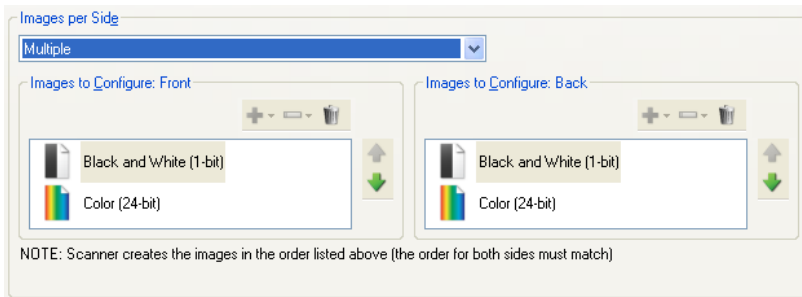 Images per Side
Multiple
Images to Configure: Front
Images to Configure: Back
Black and White (1-bit)
Color (24-bit)
Black and White (1-bit)
Color (24-bit)
NOTE: Scanner creates the images in the order listed above (the order for both sides must match)